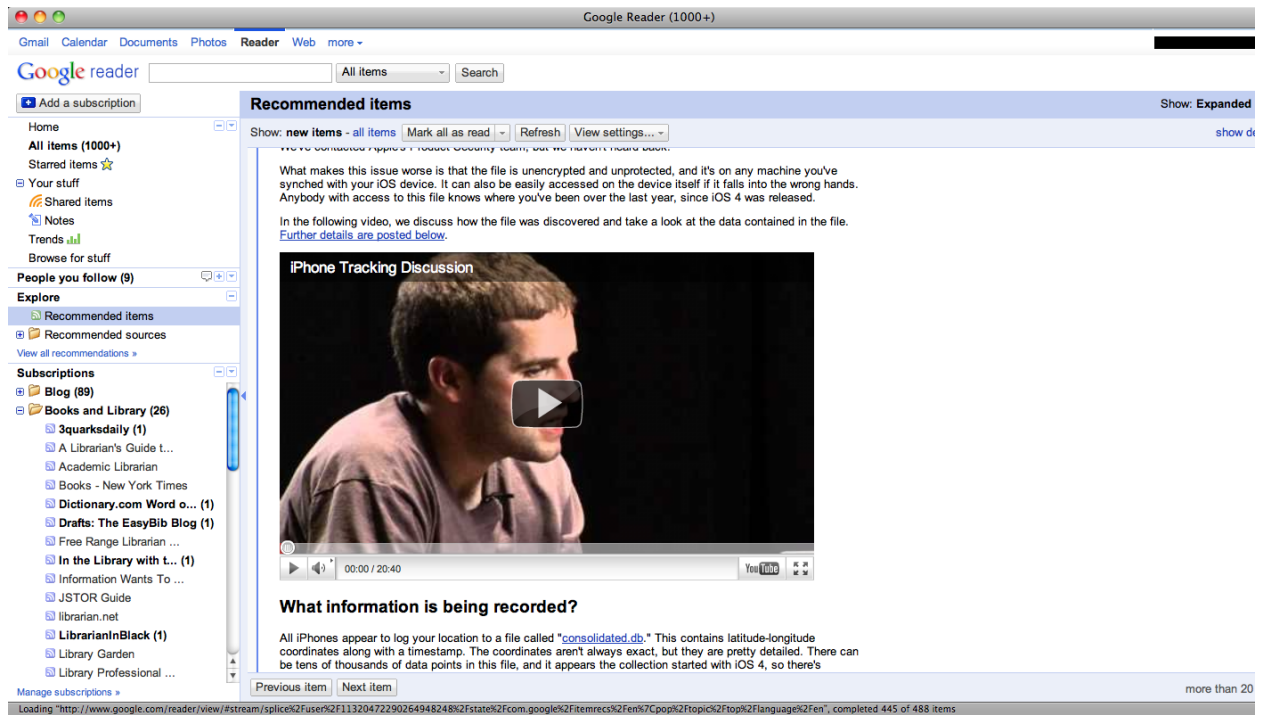 Google Reader (1000+)
Gmail Calendar Documents Photos Reader Web more
Google reader All items Search
Add a subscription
Home
All items (1000+)
Starred items
Your stuff
Shared items
Notes
Trends
Browse for stuff
People you follow (9)
Explore
Recommended items
Recommended sources
View all recommendations »
Subscriptions
Blog (89)
Books and Library (26)
3quarksdaily (1)
A Librarian's Guide t...
Academic Librarian
Books - New York Times
Dictionary.com Word o... (1)
Drafts: The EasyBib Blog (1)
Free Range Librarian ...
In the Library with t... (1)
Information Wants To ...
JSTOR Guide
librarian.net
LibrarianInBlack (1)
Library Garden
Library Professional ...
Manage subscriptions »
Recommended items Show: Expanded
Show: new items - all items Mark all as read Refresh View settings... show de
We've contacted Apple's Product Security team, but we haven't heard back.
What makes this issue worse is that the file is unencrypted and unprotected, and it's on any machine you've
synched with your iOS device. It can also be easily accessed on the device itself if it falls into the wrong hands.
Anybody with access to this file knows where you've been over the last year, since iOS 4 was released.
In the following video, we discuss how the file was discovered and take a look at the data contained in the file.
Further details are posted below.
iPhone Tracking Discussion
00:00 / 20:40 YouTube
What information is being recorded?
All iPhones appear to log your location to a file called "consolidated.db." This contains latitude-longitude
coordinates along with a timestamp. The coordinates aren't always exact, but they are pretty detailed. There can
be tens of thousands of data points in this file, and it appears the collection started with iOS 4, so there's
Previous item Next item more than 20
Loading "http://www.google.com/reader/view/#stream/splice%2Fuser%2F11320472290264948248%2Fstate%2Fcom.google%2Fitemrecs%2Fen%7Cpop%2Ftopic%2Ftop%2Flanguage%2Fen", completed 445 of 488 items